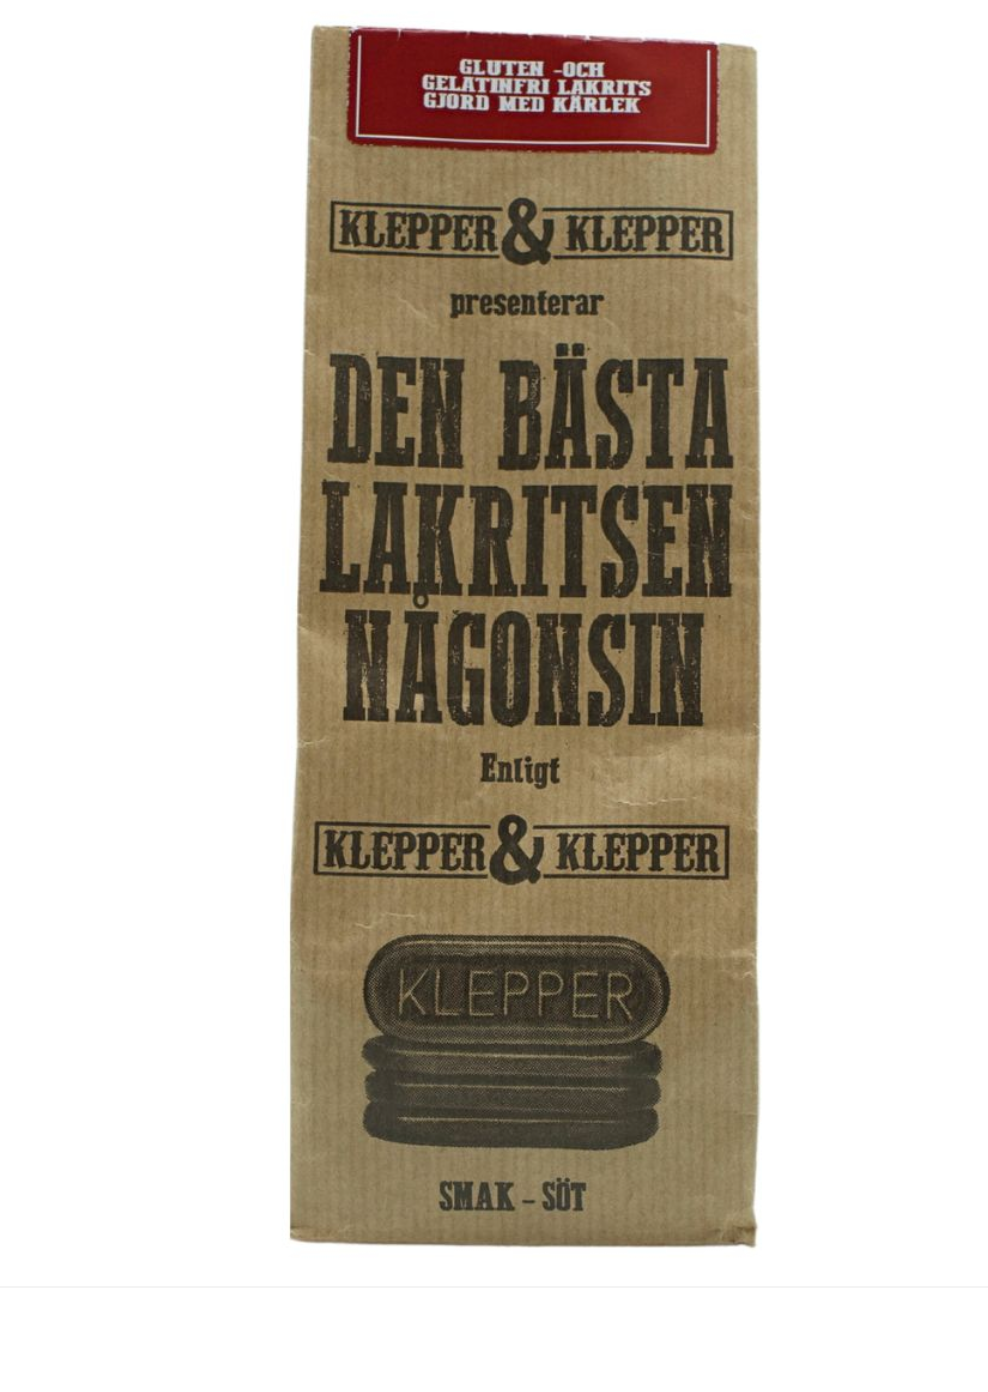 GLUTEN -OCH
GELATINFRI LAKRITS
GJORD MED KÄRLEK
KLEPPER & KLEPPER
presenterar
DEN BÄSTA
LAKRITSEN
NÅGONSIN
Enligt
KLEPPER & KLEPPER
KLEPPER
SMAK – SÖT